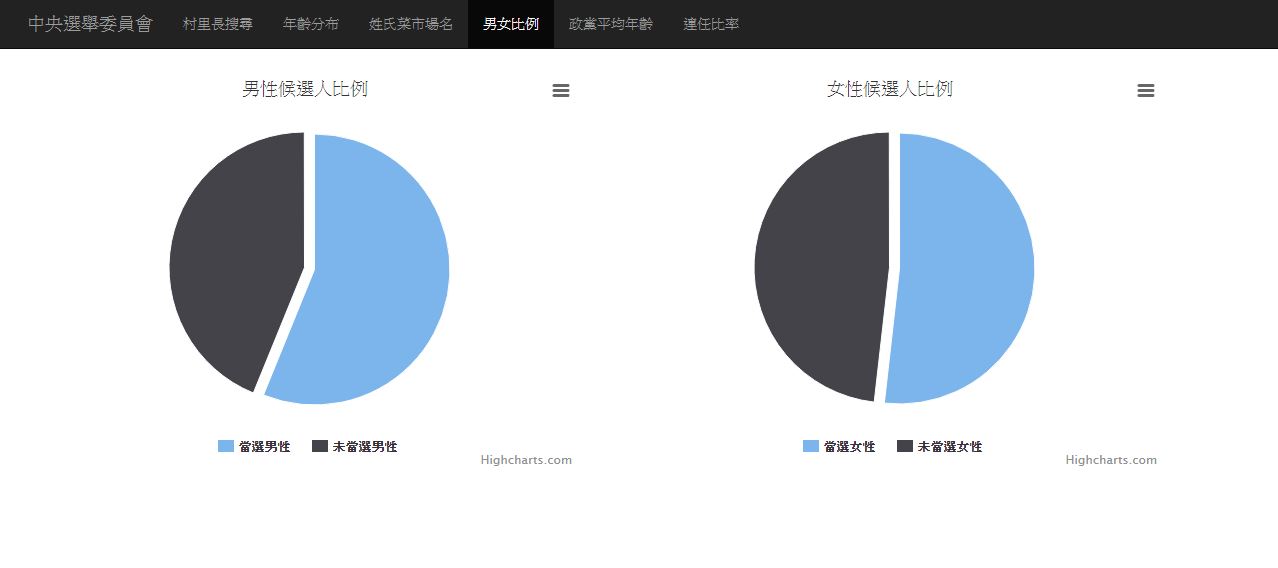 中央選舉委員會 村里長搜尋 年齡分布 姓氏菜市場名 男女比例 政黨平均年齡 連任比率
男性候選人比例
女性候選人比例
當選男性 未當選男性
當選女性 未當選女性
Highcharts.com
Highcharts.com